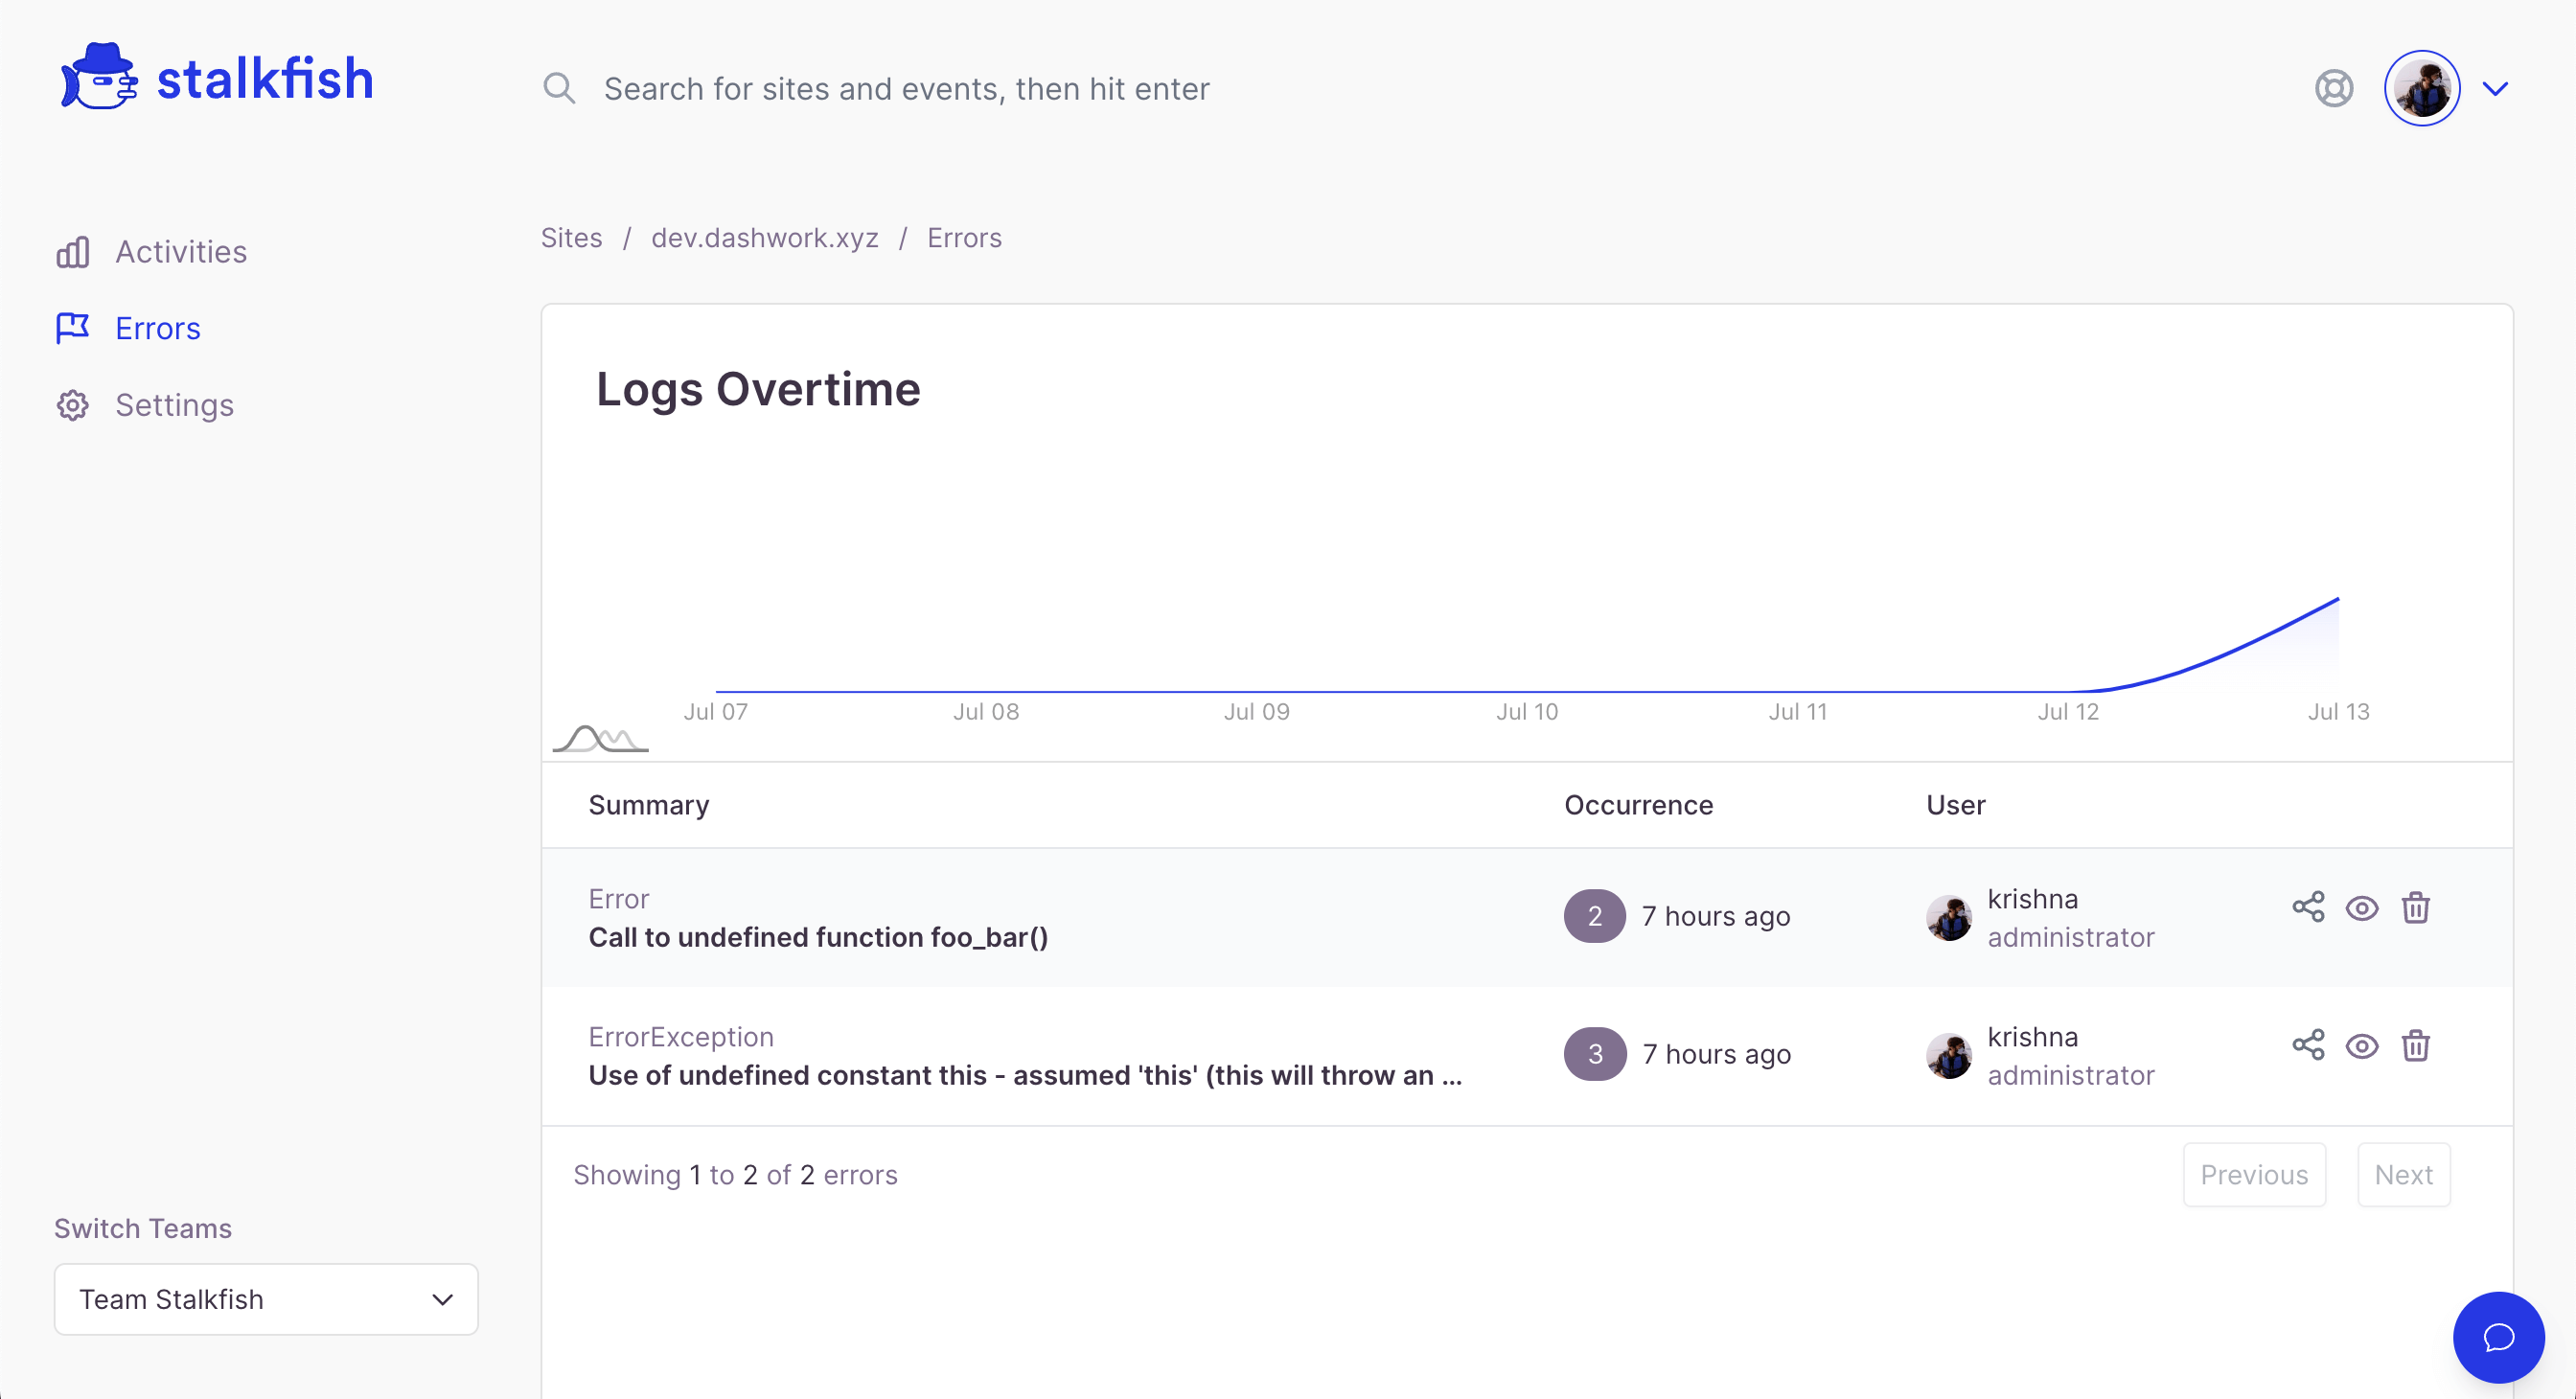 stalkfish
Search for sites and events, then hit enter
Activities
Errors
Settings
Sites / dev.dashwork.xyz / Errors
Logs Overtime
Jul 07 Jul 08 Jul 09 Jul 10 Jul 11 Jul 12 Jul 13
Summary Occurrence User
Error
Call to undefined function foo_bar()
2 7 hours ago
krishna
administrator
ErrorException
Use of undefined constant this - assumed 'this' (this will throw an ...
3 7 hours ago
krishna
administrator
Showing 1 to 2 of 2 errors
Previous Next
Switch Teams
Team Stalkfish